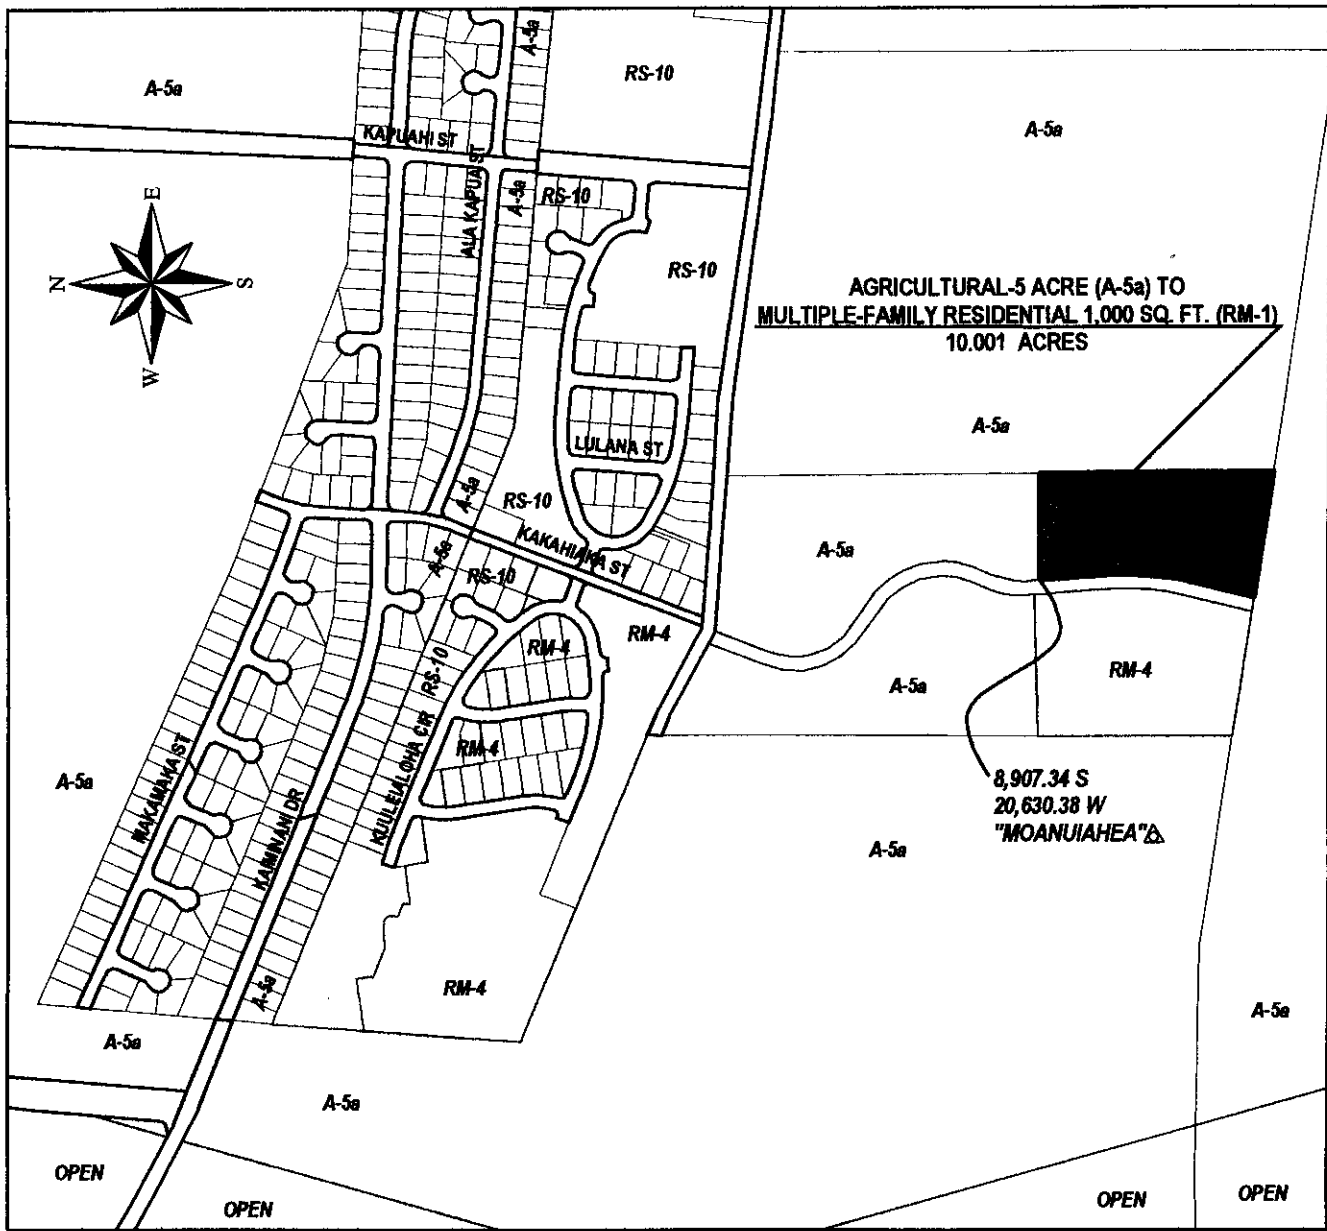 A-5a
RS-10
A-5a
A-5a
KAPUAHI ST
ALA KAPUA ST
A-5a
RS-10
RS-10
N
E
S
W
AGRICULTURAL-5 ACRE (A-5a) TO
MULTIPLE-FAMILY RESIDENTIAL 1,000 SQ. FT. (RM-1)
10.001 ACRES
A-5a
LULANA ST
A-5a
RS-10
KAKAHIAKA ST
A-5a
RS-10
A-5a
RM-4
RM-4
RS-10
A-5a
RM-4
KUULEIALOHA CIR
RM-4
MAKAMAKA ST
KAMINANI DR
A-5a
8,907.34 S
20,630.38 W
"MOANUIAHEA"
A-5a
A-5a
RM-4
A-5a
A-5a
A-5a
OPEN
OPEN
OPEN
OPEN